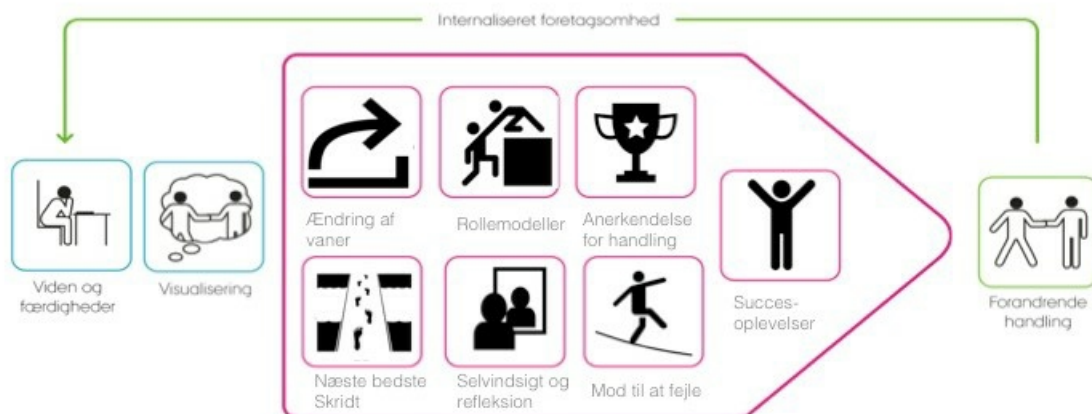 Internaliseret foretagsomhed
Viden og
færdigheder
Visualisering
Ændring af
vaner
Rollemodeller
Anerkendelse
for handling
Næste bedste
Skridt
Selvindsigt og
refleksion
Mod til at fejle
Succes-
oplevelser
Forandrende
handling